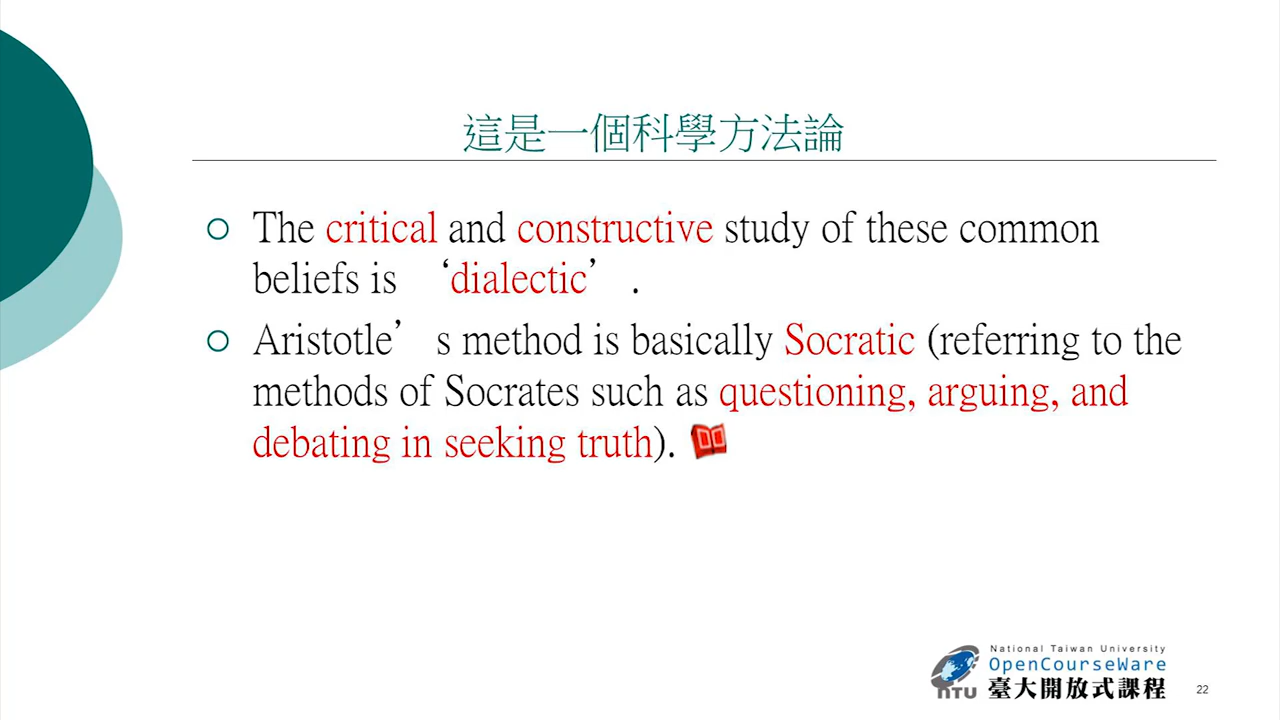 這是一個科學方法論
The critical and constructive study of these common
beliefs is ‘dialectic’.
Aristotle’s method is basically Socratic (referring to the
methods of Socrates such as questioning, arguing, and
debating in seeking truth).
National Taiwan University
OpenCourseWare
NTU 臺大開放式課程
22